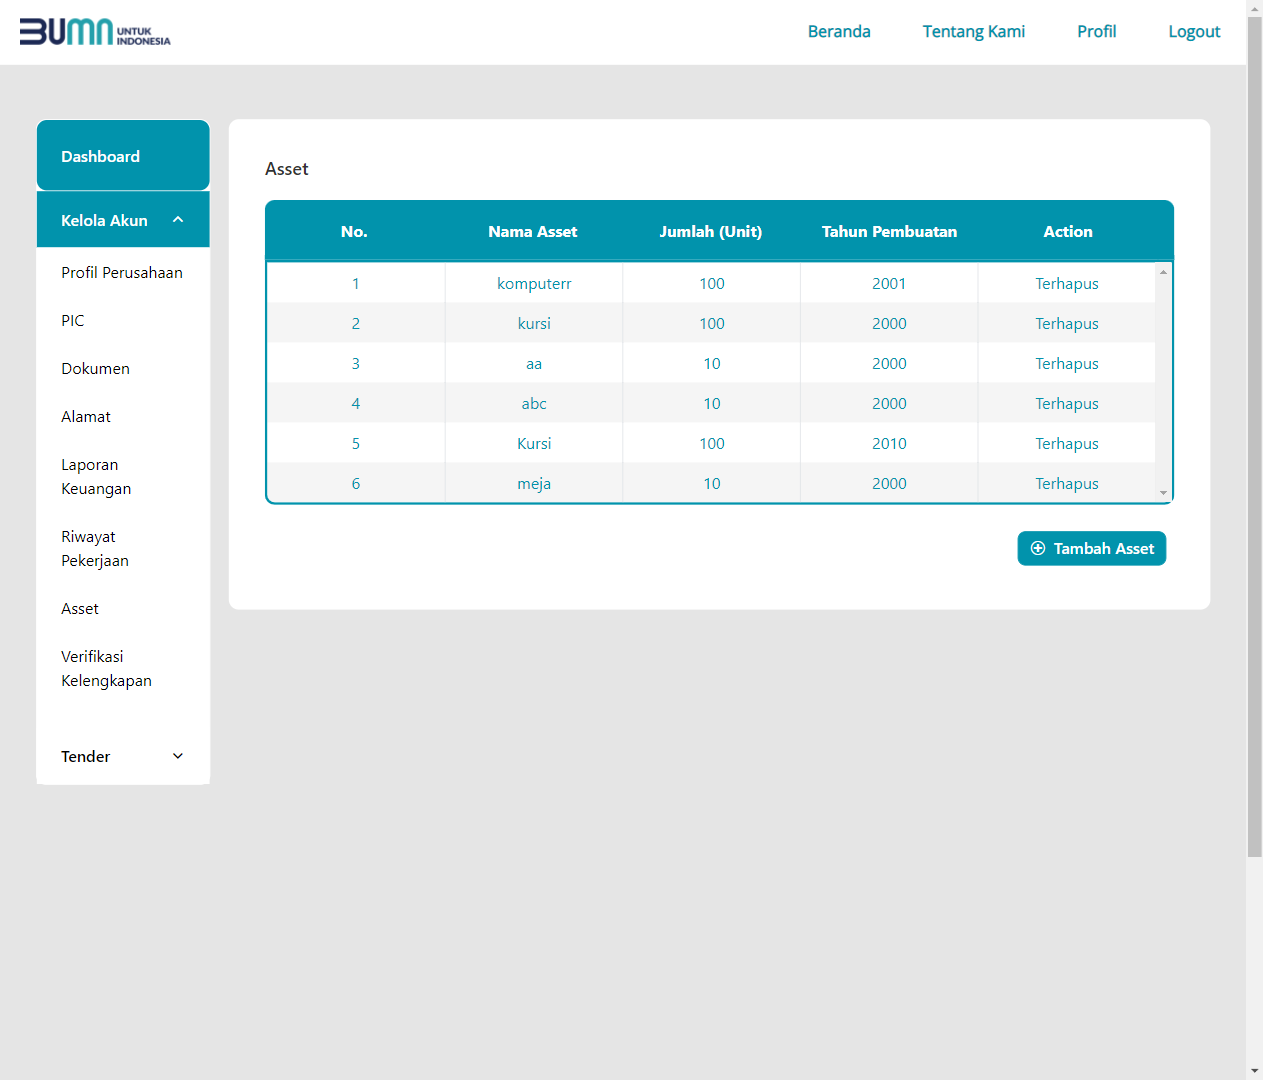 BUMN UNTUK INDONESIA
Beranda Tentang Kami Profil Logout
Dashboard
Kelola Akun
Profil Perusahaan
PIC
Dokumen
Alamat
Laporan
Keuangan
Riwayat
Pekerjaan
Asset
Verifikasi
Kelengkapan
Tender
Asset
No. Nama Asset Jumlah (Unit) Tahun Pembuatan Action
1 komputerr 100 2001 Terhapus
2 kursi 100 2000 Terhapus
3 aa 10 2000 Terhapus
4 abc 10 2000 Terhapus
5 Kursi 100 2010 Terhapus
6 meja 10 2000 Terhapus
Tambah Asset